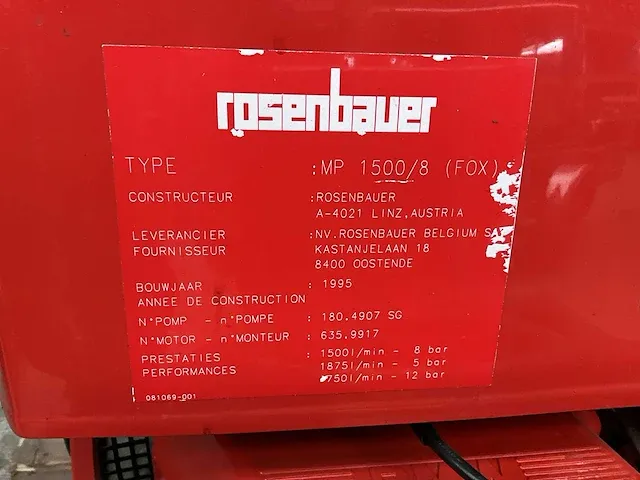 rosenbauer
TYPE :MP 1500/8 (FOX)
CONSTRUCTEUR :ROSENBAUER
A-4021 LINZ,AUSTRIA
LEVERANCIER :NV.ROSENBAUER BELGIUM
FOURNISSEUR KASTANJELAAN 18
8400 OOSTENDE
BOUWJAAR : 1995
ANNEE DE CONSTRUCTION
N°POMP - n°POMPE : 180.4907 SG
N°MOTOR - n°MONTEUR : 635.9917
PRESTATIES : 1500l/min - 8 bar
PERFORMANCES 1875l/min - 5 bar
750l/min - 12 bar
081069-001